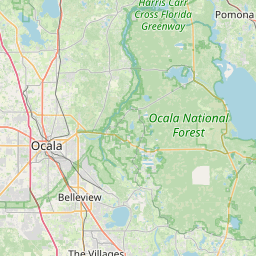 Harris Carr
Cross Florida
Greenway
Pomona
Ocala National
Forest
Ocala
Belleview
The Villages